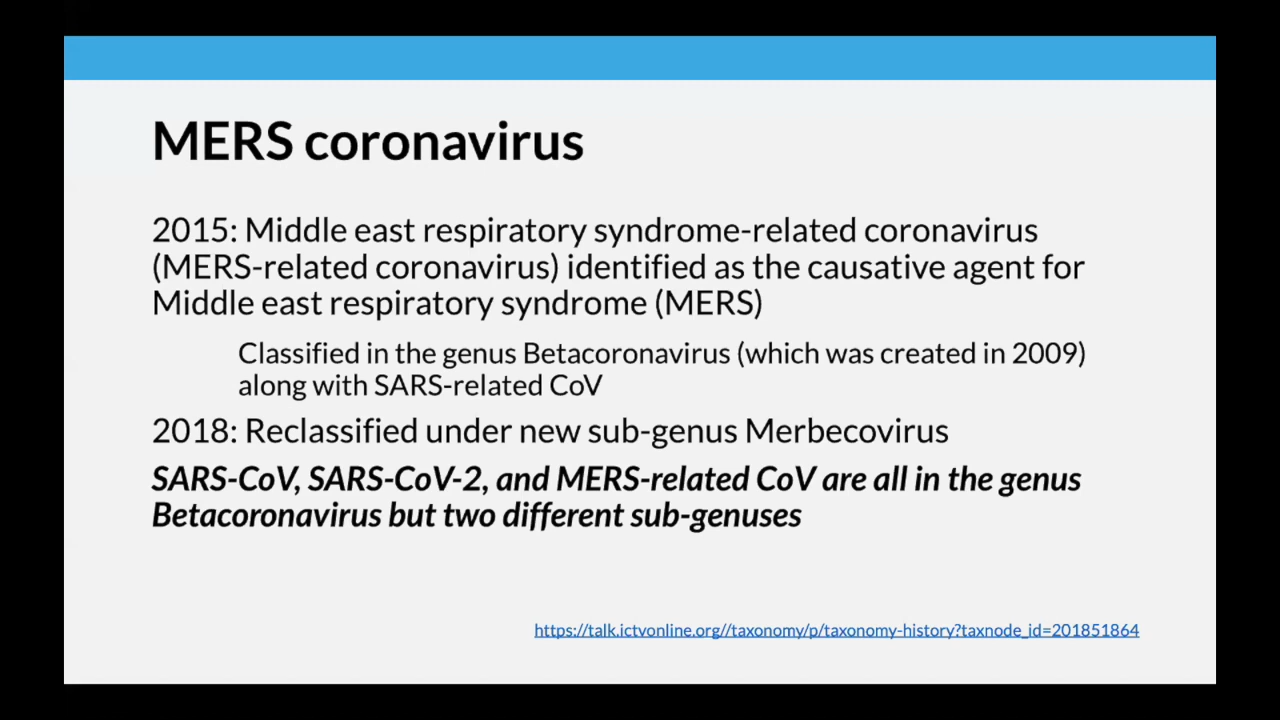 MERS coronavirus
2015: Middle east respiratory syndrome-related coronavirus
(MERS-related coronavirus) identified as the causative agent for
Middle east respiratory syndrome (MERS)
Classified in the genus Betacoronavirus (which was created in 2009)
along with SARS-related CoV
2018: Reclassified under new sub-genus Merbecovirus
SARS-CoV, SARS-CoV-2, and MERS-related CoV are all in the genus
Betacoronavirus but two different sub-genuses
https://talk.ictvonline.org//taxonomy/p/taxonomy-history?taxnode_id=201851864